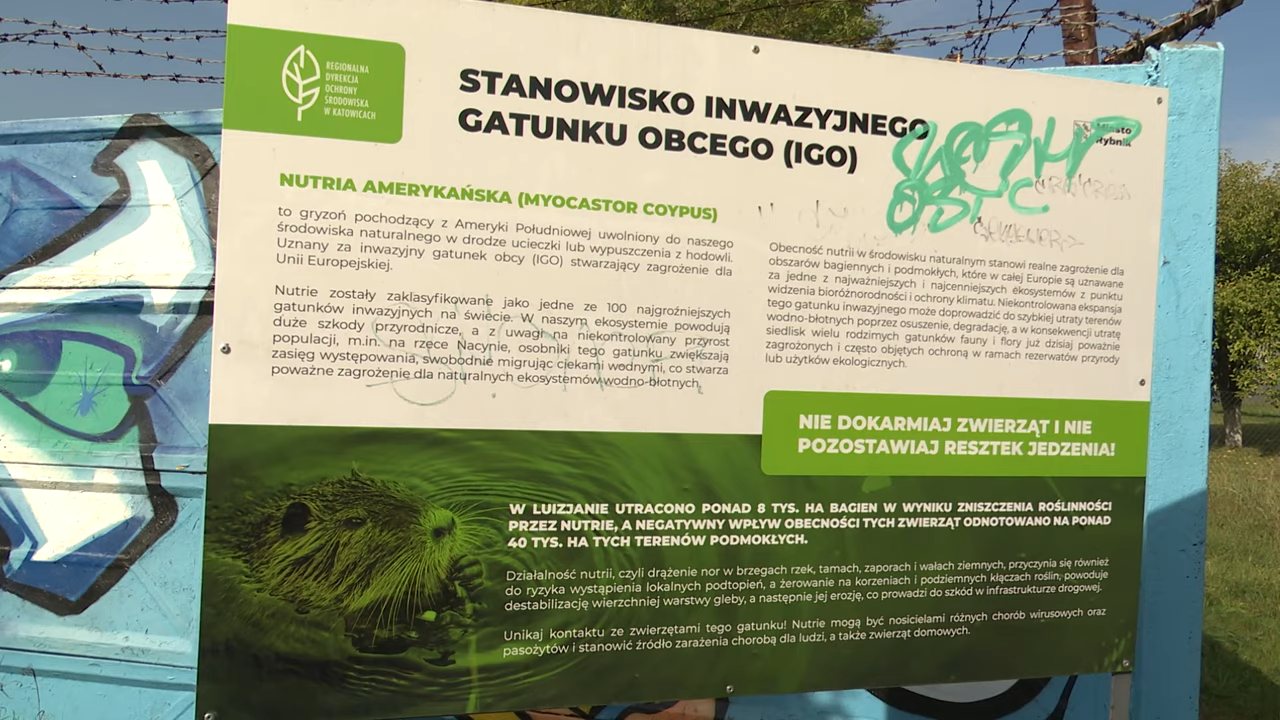 REGIONALNA
DYREKCJA
OCHRONY
ŚRODOWISKA
W KATOWICACH
STANOWISKO INWAZYJNEGO
GATUNKU OBCEGO (IGO)
Miasto
Rybnik
NUTRIA AMERYKAŃSKA (MYOCASTOR COYPUS)
to gryzoń pochodzący z Ameryki Południowej uwolniony do naszego
środowiska naturalnego w drodze ucieczki lub wypuszczenia z hodowli.
Uznany za inwazyjny gatunek obcy (IGO) stwarzający zagrożenie dla
Unii Europejskiej.
Nutrie zostały zaklasyfikowane jako jedne ze 100 najgroźniejszych
gatunków inwazyjnych na świecie. W naszym ekosystemie powodują
duże szkody przyrodnicze, a z uwagi na niekontrolowany przyrost
populacji, m.in. na rzece Nacynie, osobniki tego gatunku zwiększają
zasięg występowania, swobodnie migrując ciekami wodnymi, co stwarza
poważne zagrożenie dla naturalnych ekosystemów wodno-błotnych.
Obecność nutrii w środowisku naturalnym stanowi realne zagrożenie dla
obszarów bagiennych i podmokłych, które w całej Europie są uznawane
za jedne z najważniejszych i najcenniejszych ekosystemów z punktu
widzenia bioróżnorodności i ochrony klimatu. Niekontrolowana ekspansja
tego gatunku inwazyjnego może doprowadzić do szybkiej utraty terenów
wodno-błotnych poprzez osuszenie, degradację, a w konsekwencji utratę
siedlisk wielu rodzimych gatunków fauny i flory już dzisiaj poważnie
zagrożonych i często objętych ochroną w ramach rezerwatów przyrody
lub użytków ekologicznych.
NIE DOKARMIAJ ZWIERZĄT I NIE
POZOSTAWIAJ RESZTEK JEDZENIA!
W LUIZJANIE UTRACONO PONAD 8 TYS. HA BAGIEN W WYNIKU ZNISZCZENIA ROŚLINNOŚCI
PRZEZ NUTRIE, A NEGATYWNY WPŁYW OBECNOŚCI TYCH ZWIERZĄT ODNOTOWANO NA PONAD
40 TYS. HA TYCH TERENÓW PODMOKŁYCH.
Działalność nutrii, czyli drążenie nor w brzegach rzek, tamach, zaporach i wałach ziemnych, przyczynia się również
do ryzyka wystąpienia lokalnych podtopień, a żerowanie na korzeniach i podziemnych kłączach roślin, powoduje
destabilizację wierzchniej warstwy gleby, a następnie jej erozję, co prowadzi do szkód w infrastrukturze drogowej.
Unikaj kontaktu ze zwierzętami tego gatunku! Nutrie mogą być nosicielami różnych chorób wirusowych oraz
pasożytów i stanowić źródło zarażenia chorobą dla ludzi, a także zwierząt domowych.